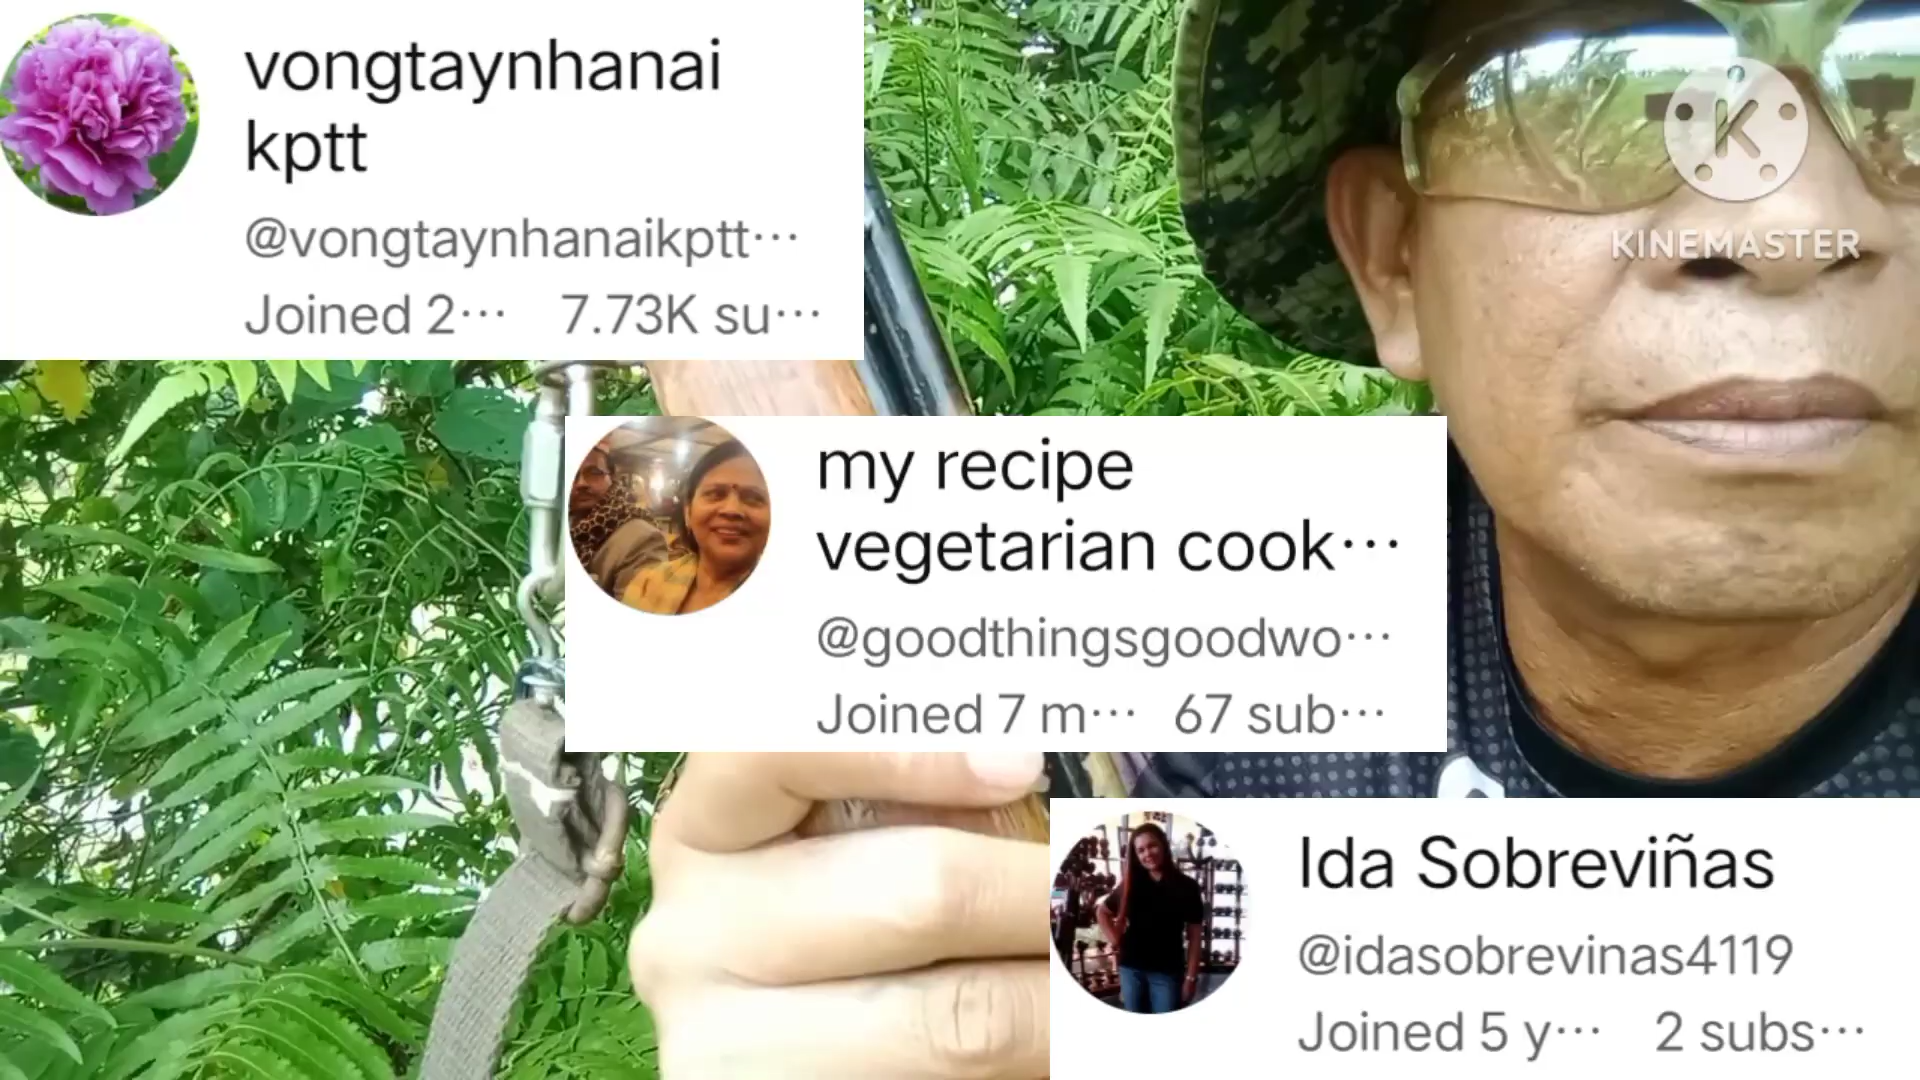 vongtaynhanai
kptt
@vongtaynhanaikptt···
Joined 2··· 7.73K su···
K
KINEMASTER
my recipe
vegetarian cook···
@goodthingsgoodwo···
Joined 7 m··· 67 sub···
Ida Sobreviñas
@idasobrevinas4119
Joined 5 y··· 2 subs···